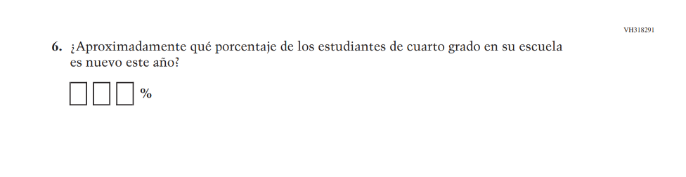 VH318291
6. ¿Aproximadamente qué porcentaje de los estudiantes de cuarto grado en su escuela
es nuevo este año?
%